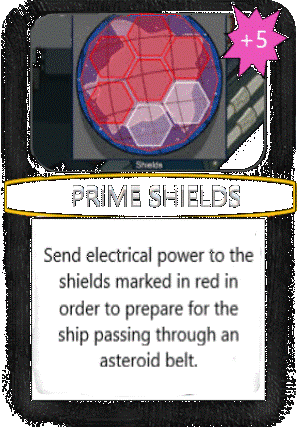 +5
Shields
PRIME SHIELDS
Send electrical power to the
shields marked in red in
order to prepare for the
ship passing through an
asteroid belt.